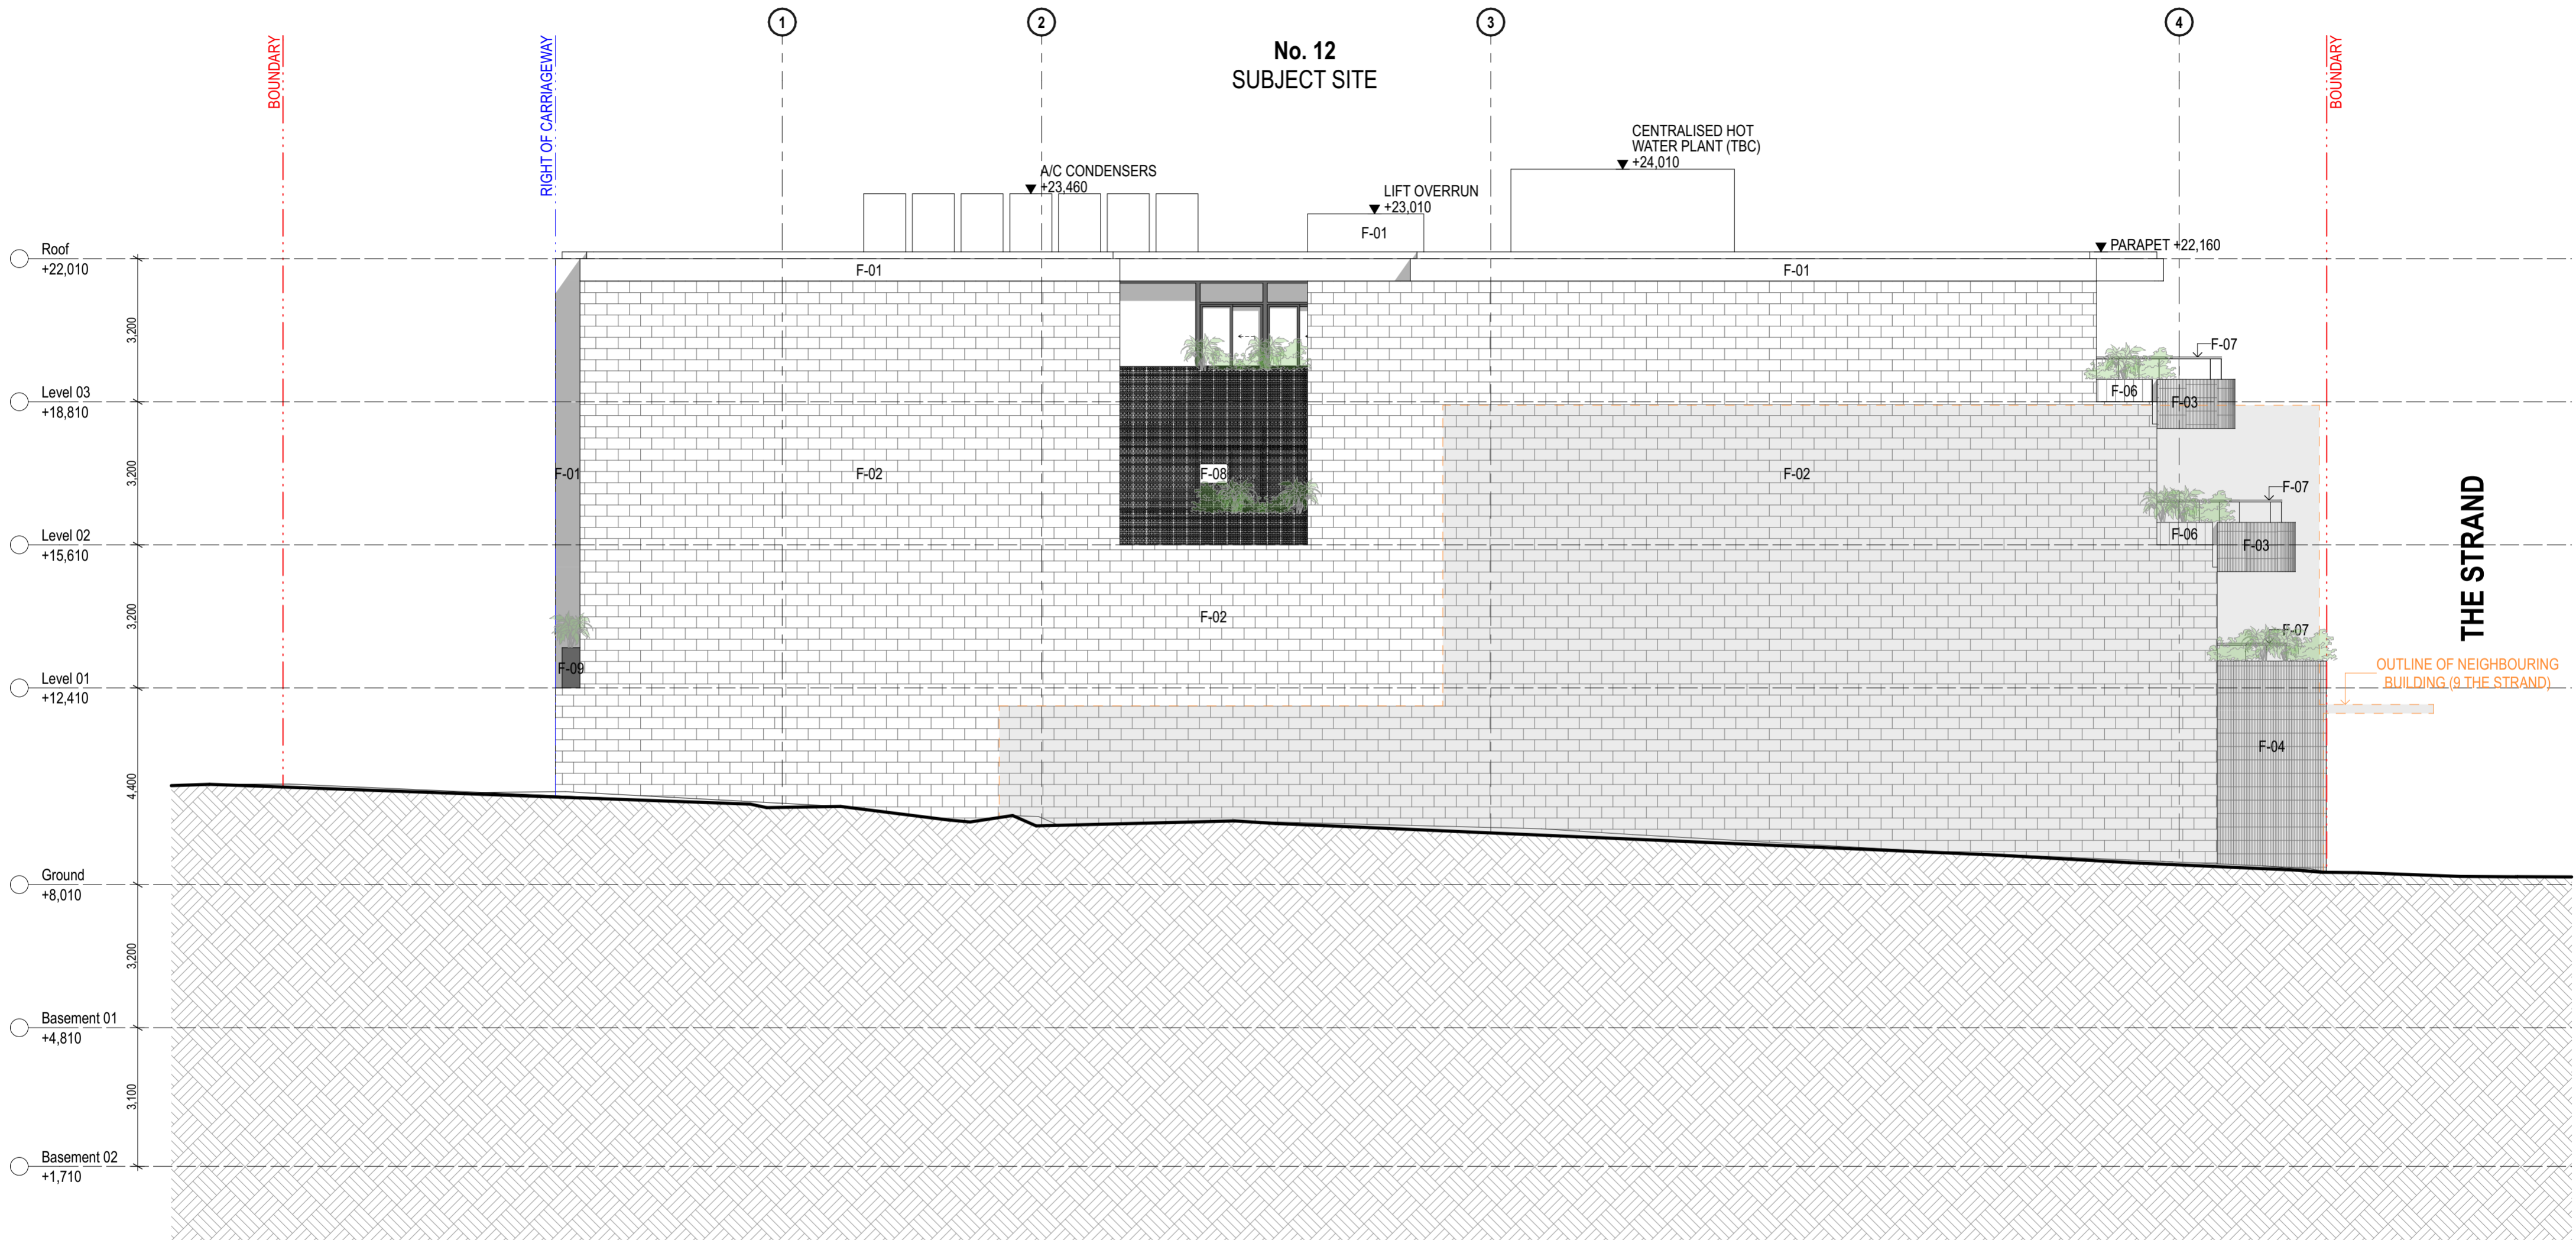 1
2
3
4
BOUNDARY
RIGHT OF CARRIAGEWAY
No. 12
SUBJECT SITE
BOUNDARY
CENTRALISED HOT
WATER PLANT (TBC)
+24,010
A/C CONDENSERS
+23,460
LIFT OVERRUN
+23,010
F-01
PARAPET +22,160
Roof
+22,010
F-01
F-01
3,200
F-07
Level 03
+18,810
F-06
F-03
3,200
F-01
F-02
F-08
F-02
F-07
THE STRAND
Level 02
+15,610
F-06
F-03
3,200
F-02
F-07
F-09
OUTLINE OF NEIGHBOURING
BUILDING (9 THE STRAND)
Level 01
+12,410
F-04
4,400
Ground
+8,010
3,200
Basement 01
+4,810
3,100
Basement 02
+1,710